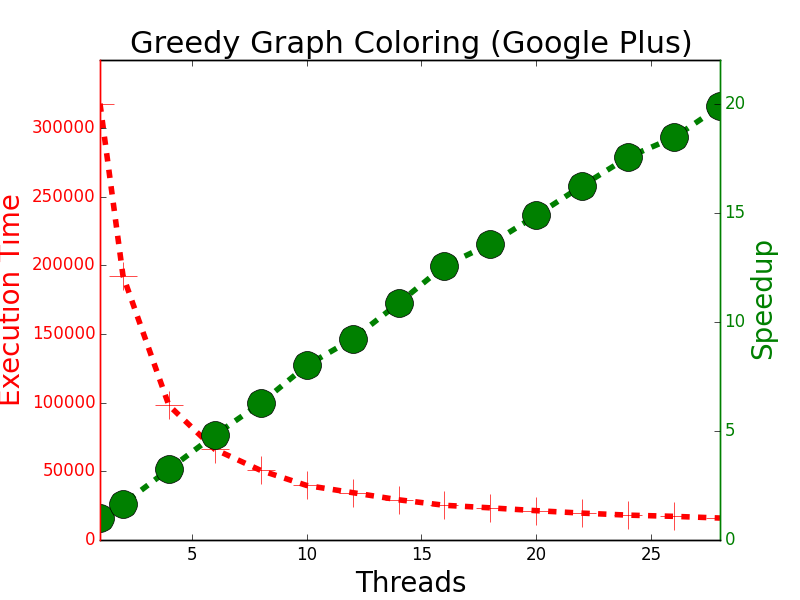 Greedy Graph Coloring (Google Plus)
300000
250000
200000
150000
100000
50000
0
Execution Time
20
15
10
5
0
Speedup
5 10 15 20 25
Threads